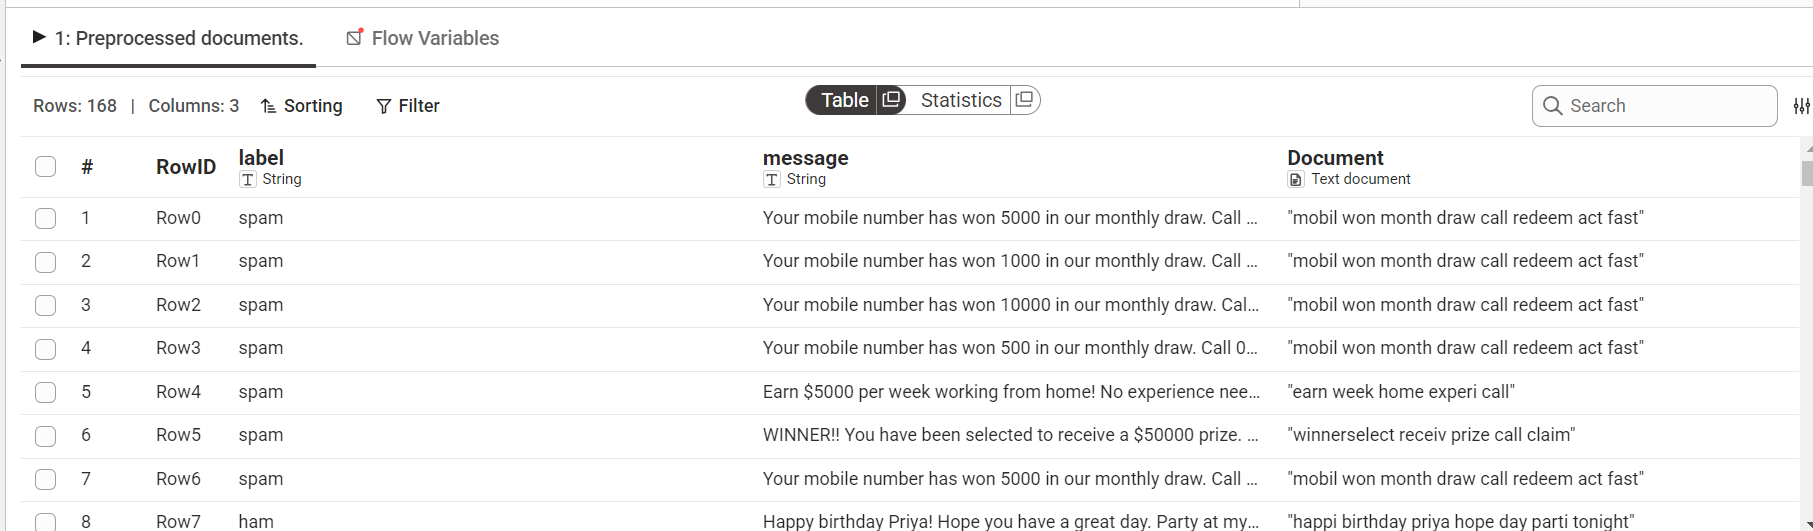 1: Preprocessed documents. Flow Variables
Rows: 168 | Columns: 3 Sorting Filter Table Statistics Search
# RowID label message Document
T String T String Text document
1 Row0 spam Your mobile number has won 5000 in our monthly draw. Call ... "mobil won month draw call redeem act fast"
2 Row1 spam Your mobile number has won 1000 in our monthly draw. Call ... "mobil won month draw call redeem act fast"
3 Row2 spam Your mobile number has won 10000 in our monthly draw. Cal... "mobil won month draw call redeem act fast"
4 Row3 spam Your mobile number has won 500 in our monthly draw. Call 0... "mobil won month draw call redeem act fast"
5 Row4 spam Earn $5000 per week working from home! No experience nee... "earn week home experi call"
6 Row5 spam WINNER!! You have been selected to receive a $50000 prize. ... "winnerselect receiv prize call claim"
7 Row6 spam Your mobile number has won 5000 in our monthly draw. Call ... "mobil won month draw call redeem act fast"
8 Row7 ham Happy birthday Priya! Hope you have a great day. Party at my... "happi birthday priya hope day parti tonight"